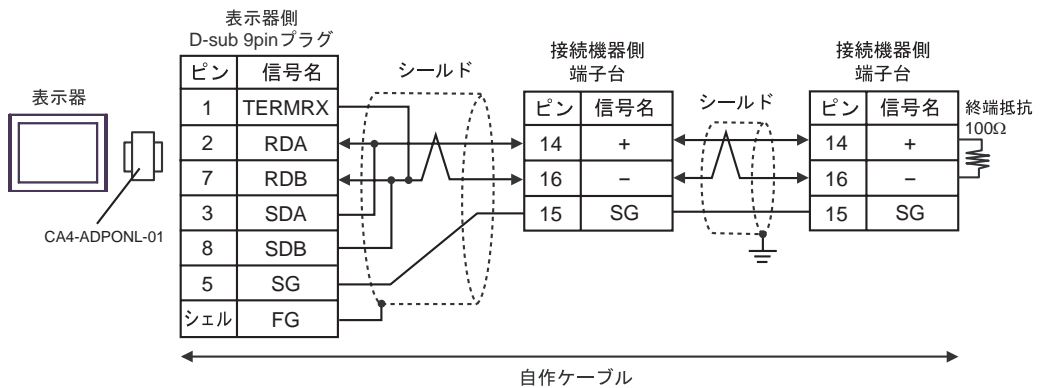 表示器
CA4-ADPONL-01
表示器側
D-sub 9pinプラグ
ピン 信号名
1 TERMRX
2 RDA
7 RDB
3 SDA
8 SDB
5 SG
シェル FG
シールド
接続機器側
端子台
ピン 信号名
14 +
16 −
15 SG
シールド
接続機器側
端子台
ピン 信号名
14 +
16 −
15 SG
終端抵抗
100Ω
自作ケーブル